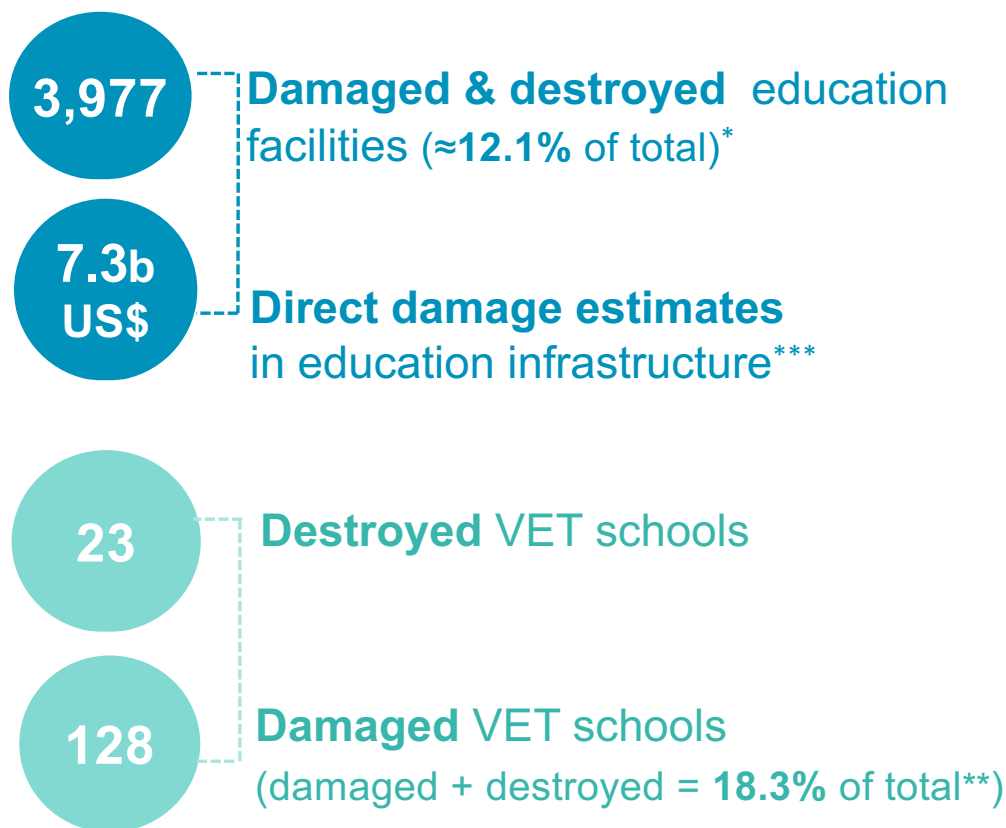 3,977
Damaged & destroyed education
facilities (≈12.1% of total)*
7.3b
US$
Direct damage estimates
in education infrastructure***
23
Destroyed VET schools
128
Damaged VET schools
(damaged + destroyed = 18.3% of total**)